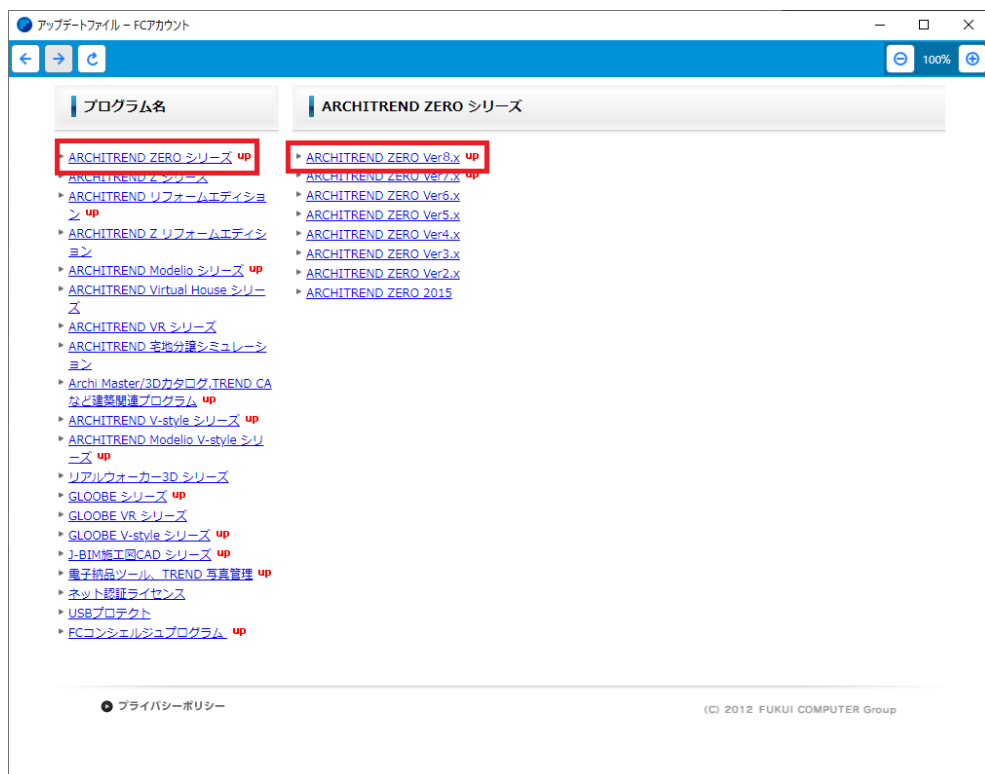 アップデートファイル − FCアカウント
100%
プログラム名
ARCHITREND ZERO シリーズ up
ARCHITREND Z シリーズ
ARCHITREND リフォームエディショ
ン up
ARCHITREND Z リフォームエディシ
ョン
ARCHITREND Modelio シリーズ up
ARCHITREND Virtual House シリー
ズ
ARCHITREND VR シリーズ
ARCHITREND 宅地分譲シミュレーシ
ョン
Archi Master/3Dカタログ,TREND CA
など建築関連プログラム up
ARCHITREND V-style シリーズ up
ARCHITREND Modelio V-style シリ
ーズ up
リアルウォーカー3D シリーズ
GLOOBE シリーズ up
GLOOBE VR シリーズ
GLOOBE V-style シリーズ up
J-BIM施工図CAD シリーズ up
電子納品ツール、TREND 写真管理 up
ネット認証ライセンス
USBプロテクト
FCコンシェルジュプログラム up
ARCHITREND ZERO シリーズ
ARCHITREND ZERO Ver8.x up
ARCHITREND ZERO Ver7.x up
ARCHITREND ZERO Ver6.x
ARCHITREND ZERO Ver5.x
ARCHITREND ZERO Ver4.x
ARCHITREND ZERO Ver3.x
ARCHITREND ZERO Ver2.x
ARCHITREND ZERO 2015
プライバシーポリシー
(C) 2012 FUKUI COMPUTER Group